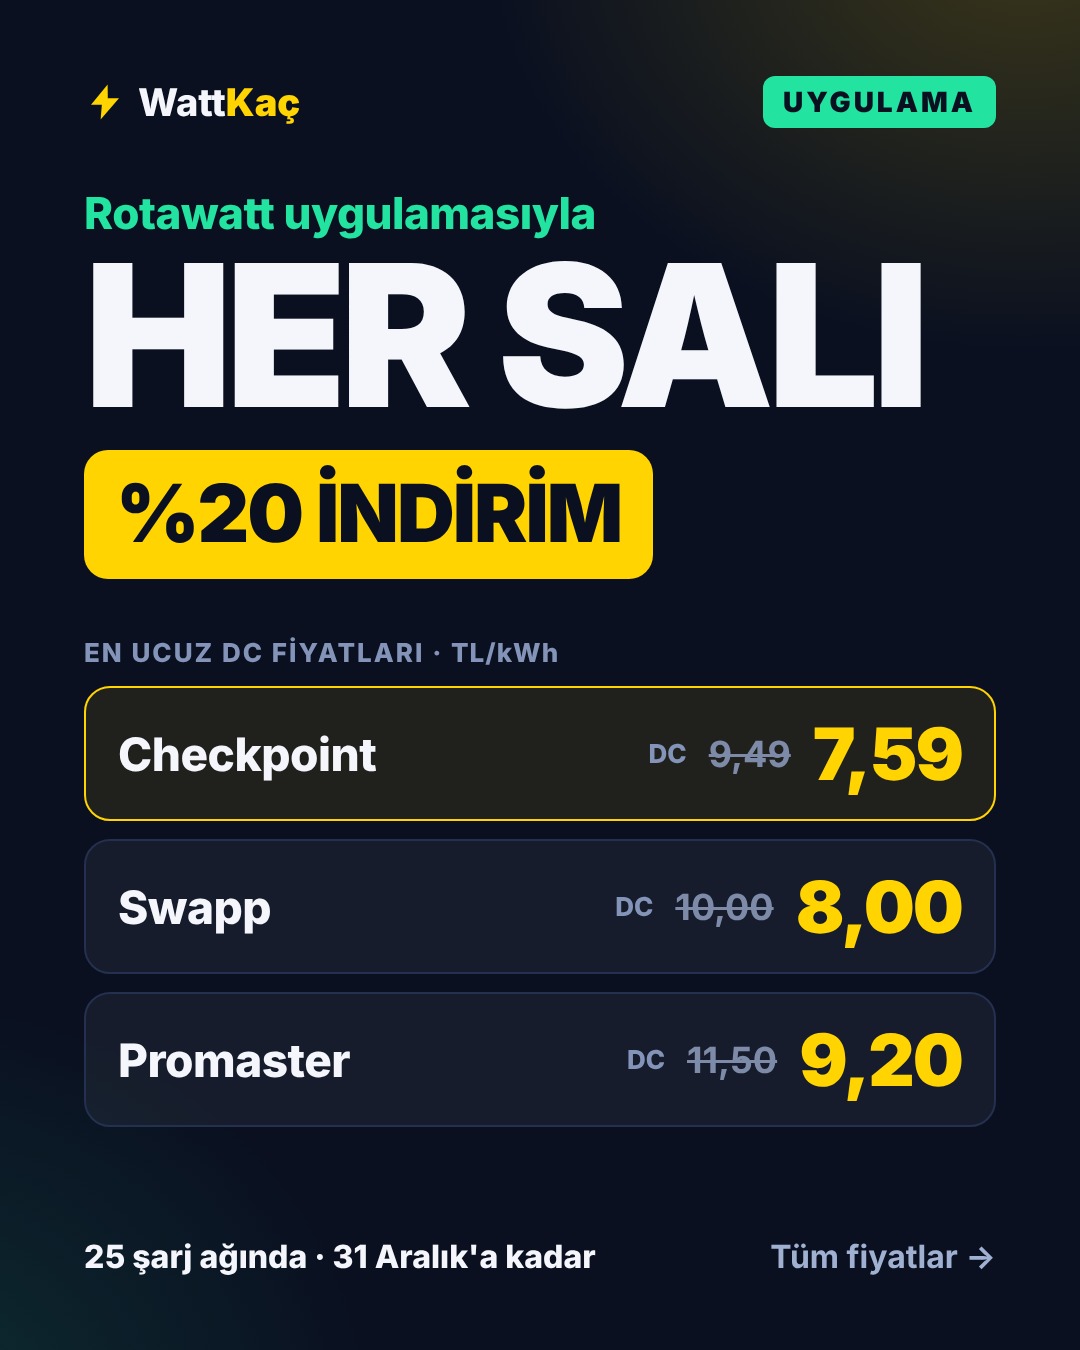 WattKaç
UYGULAMA
Rotawatt uygulamasıyla
HER SALI
%20 İNDİRİM
EN UCUZ DC FİYATLARI · TL/kWh
Checkpoint DC 9,49 7,59
Swapp DC 10,00 8,00
Promaster DC 11,50 9,20
25 şarj ağında · 31 Aralık'a kadar
Tüm fiyatlar →